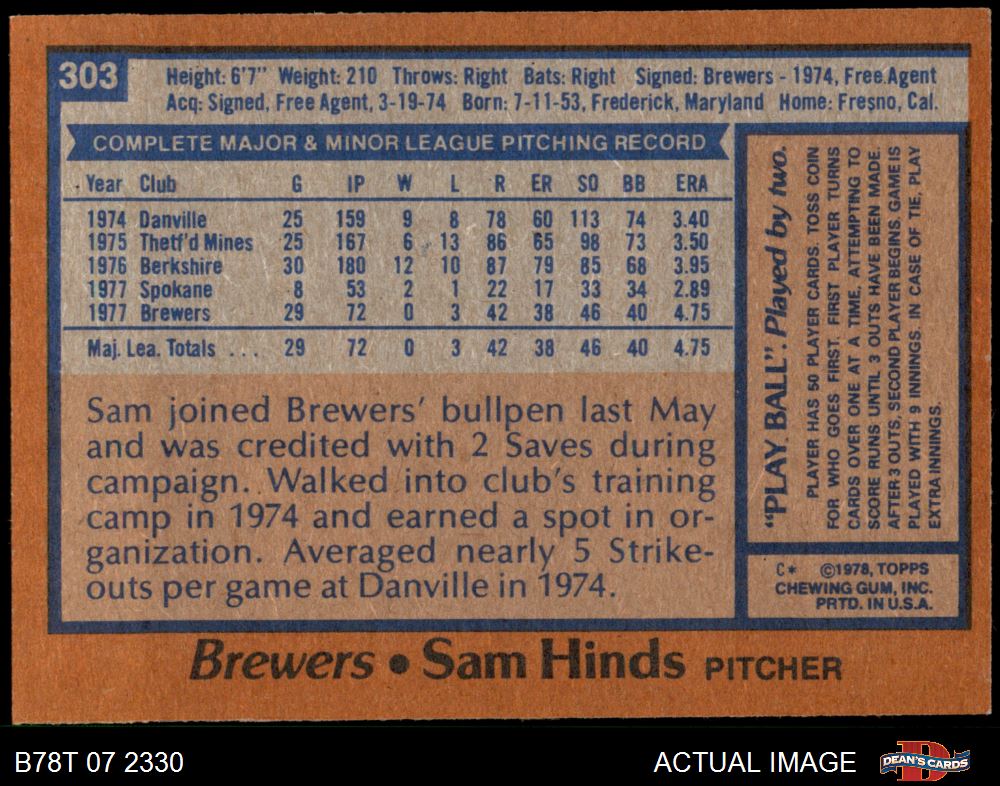 303
Height: 6'7" Weight: 210 Throws: Right Bats: Right Signed: Brewers - 1974, Free Agent
Acq: Signed, Free Agent, 3-19-74 Born: 7-11-53, Frederick, Maryland Home: Fresno, Cal.
COMPLETE MAJOR & MINOR LEAGUE PITCHING RECORD
Year Club G IP W L R ER SO BB ERA
1974 Danville 25 159 9 8 78 60 113 74 3.40
1975 Thetf'd Mines 25 167 6 13 86 65 98 73 3.50
1976 Berkshire 30 180 12 10 87 79 85 68 3.95
1977 Spokane 8 53 2 1 22 17 33 34 2.89
1977 Brewers 29 72 0 3 42 38 46 40 4.75
Maj. Lea. Totals ... 29 72 0 3 42 38 46 40 4.75
Sam joined Brewers' bullpen last May
and was credited with 2 Saves during
campaign. Walked into club's training
camp in 1974 and earned a spot in or-
ganization. Averaged nearly 5 Strike-
outs per game at Danville in 1974.
"PLAY BALL". Played by two.
PLAYER HAS 50 PLAYER CARDS. TOSS COIN
FOR WHO GOES FIRST. FIRST PLAYER TURNS
CARDS OVER ONE AT A TIME, ATTEMPTING TO
SCORE RUNS UNTIL 3 OUTS HAVE BEEN MADE.
AFTER 3 OUTS, SECOND PLAYER BEGINS. GAME IS
PLAYED WITH 9 INNINGS. IN CASE OF TIE, PLAY
EXTRA INNINGS.
C* ©1978, TOPPS
CHEWING GUM, INC.
PRTD. IN U.S.A.
Brewers • Sam Hinds PITCHER
B78T 07 2330 ACTUAL IMAGE
D
DEAN'S CARDS